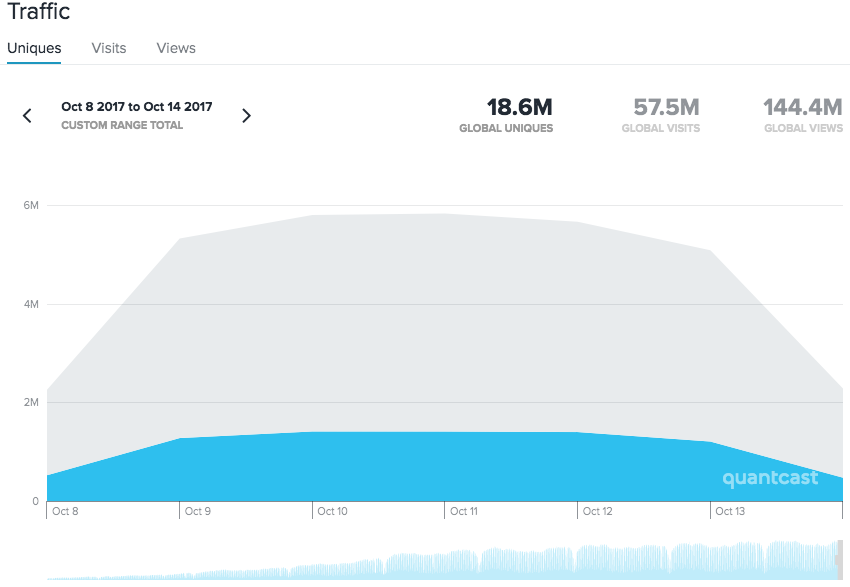 Traffic
Uniques Visits Views
Oct 8 2017 to Oct 14 2017
CUSTOM RANGE TOTAL
18.6M 57.5M 144.4M
GLOBAL UNIQUES GLOBAL VISITS GLOBAL VIEWS
6M
4M
2M
quantcast
0
Oct 8 Oct 9 Oct 10 Oct 11 Oct 12 Oct 13